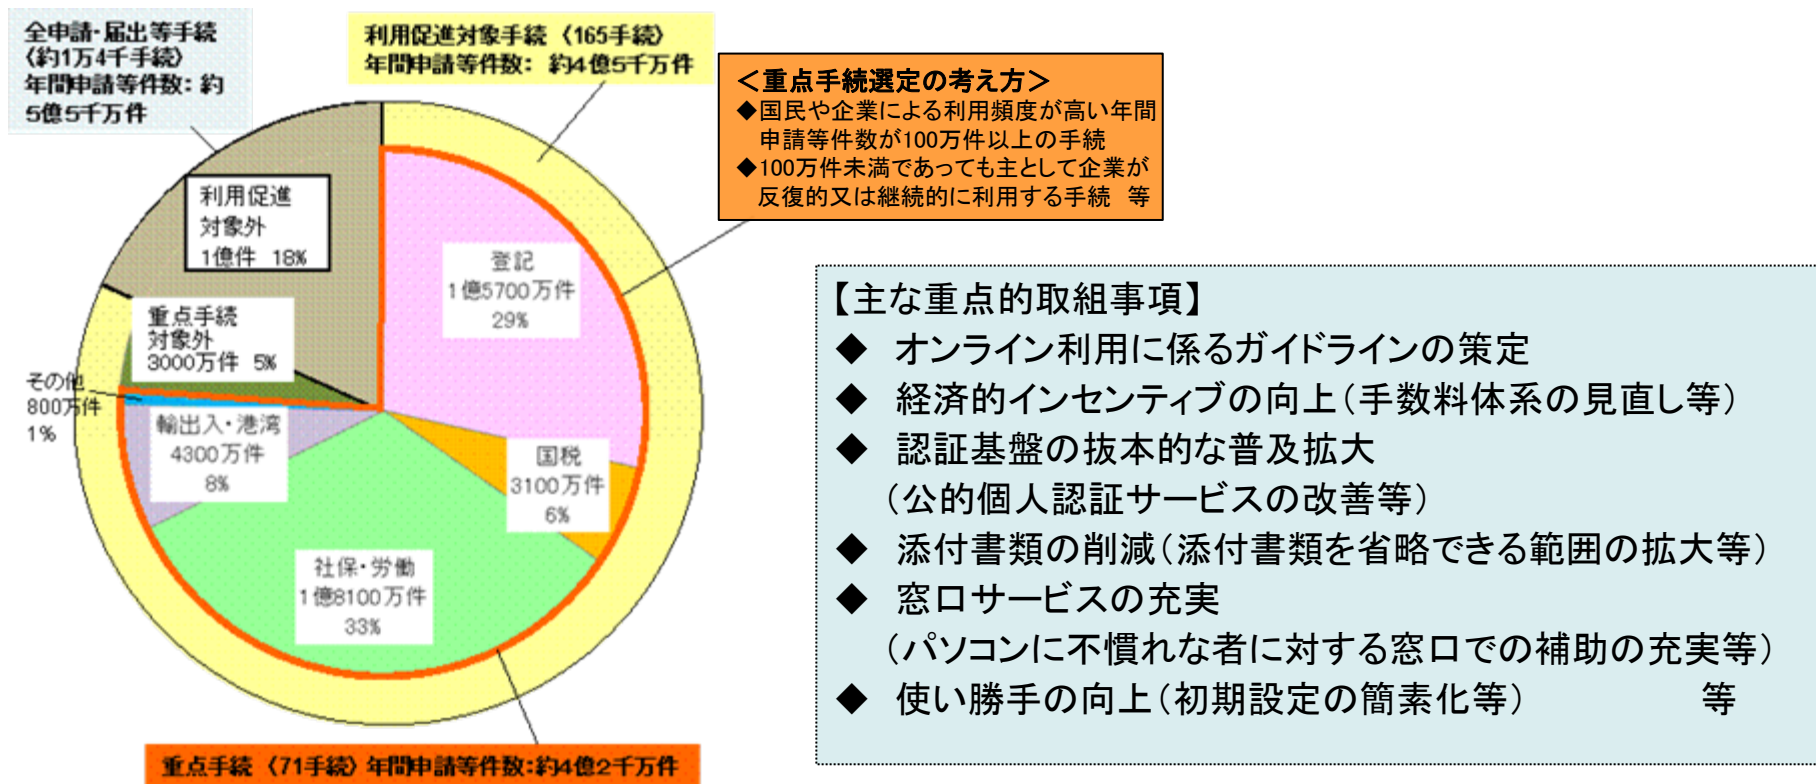 全申請・届出等手続
〈約1万4千手続〉
年間申請等件数： 約
5億5千万件
利用促進対象手続 〈165手続〉
年間申請等件数： 約4億5千万件
＜重点手続選定の考え方＞
◆国民や企業による利用頻度が高い年間
申請等件数が100万件以上の手続
◆100万件未満であっても主として企業が
反復的又は継続的に利用する手続 等
利用促進
対象外
1億件 18%
登記
1億5700万件
29%
重点手続
対象外
3000万件 5%
その他
800万件
1%
輸出入・港湾
4300万件
8%
国税
3100万件
6%
社保・労働
1億8100万件
33%
重点手続 〈71手続〉 年間申請等件数：約4億2千万件
【主な重点的取組事項】
◆ オンライン利用に係るガイドラインの策定
◆ 経済的インセンティブの向上（手数料体系の見直し等）
◆ 認証基盤の抜本的な普及拡大
（公的個人認証サービスの改善等）
◆ 添付書類の削減（添付書類を省略できる範囲の拡大等）
◆ 窓口サービスの充実
（パソコンに不慣れな者に対する窓口での補助の充実等）
◆ 使い勝手の向上（初期設定の簡素化等） 等